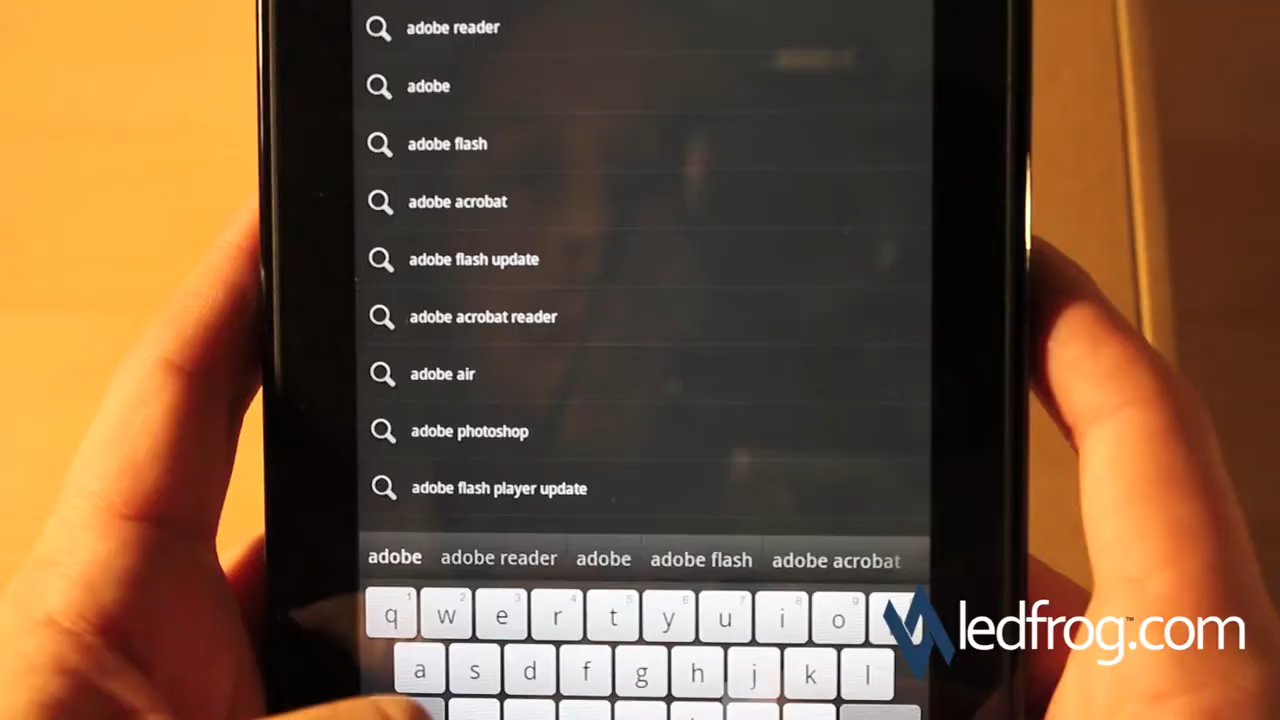 adobe reader
adobe
adobe flash
adobe acrobat
adobe flash update
adobe acrobat reader
adobe air
adobe photoshop
adobe flash player update
adobe adobe reader adobe adobe flash adobe acrobat
q w e r t y u i o
a s d f g h j k l
ledfrog.com™